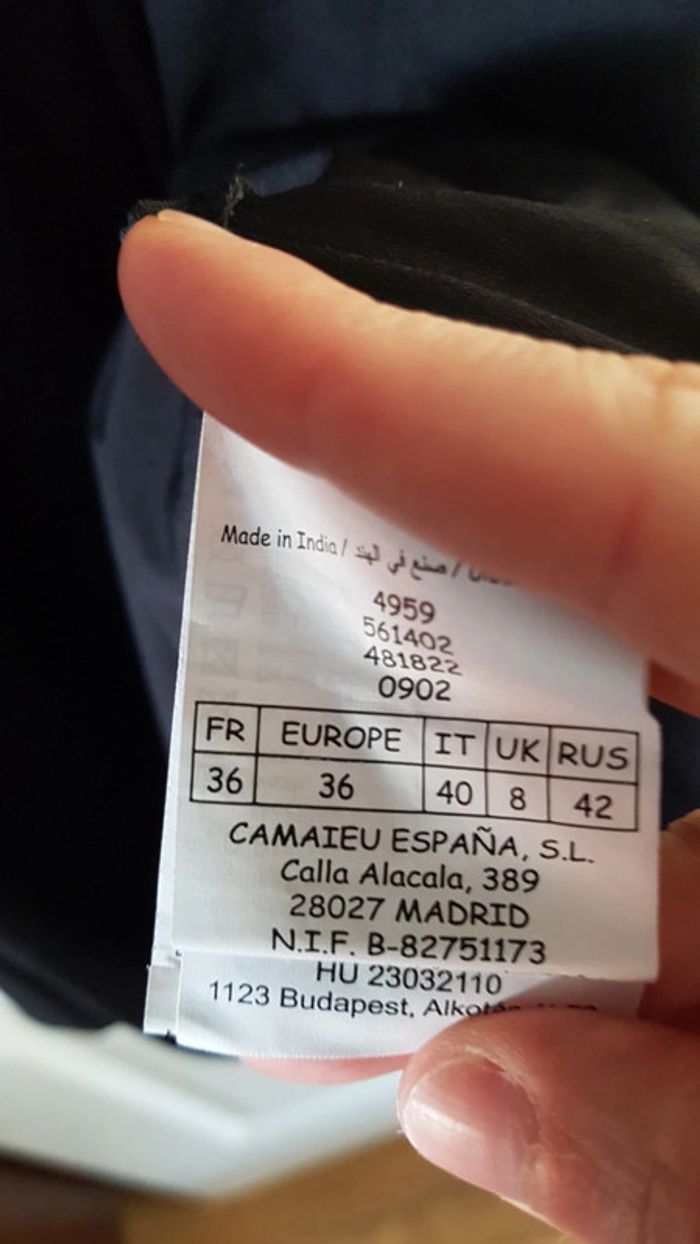 Made in India / صنع في الهند /
4959
561402
481822
0902
FR EUROPE IT UK RUS
36 36 40 8 42
CAMAIEU ESPAÑA, S.L.
Calla Alacala, 389
28027 MADRID
N.I.F. B-82751173
HU 23032110
1123 Budapest,